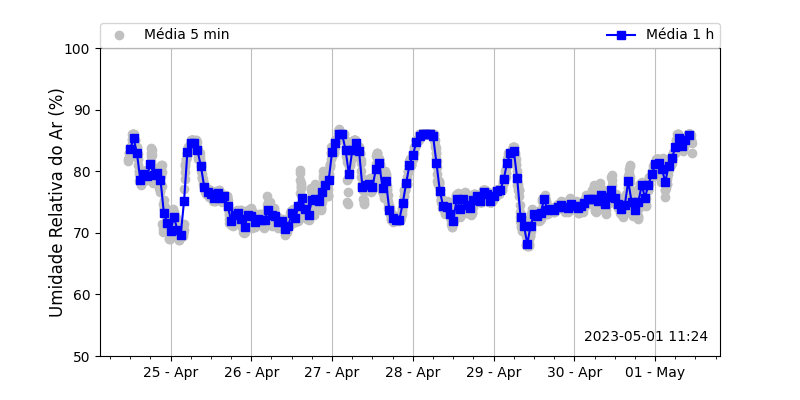 Média 5 min Média 1 h
Umidade Relativa do Ar (%)
100
90
80
70
60
50
2023-05-01 11:24
25 - Apr 26 - Apr 27 - Apr 28 - Apr 29 - Apr 30 - Apr 01 - May